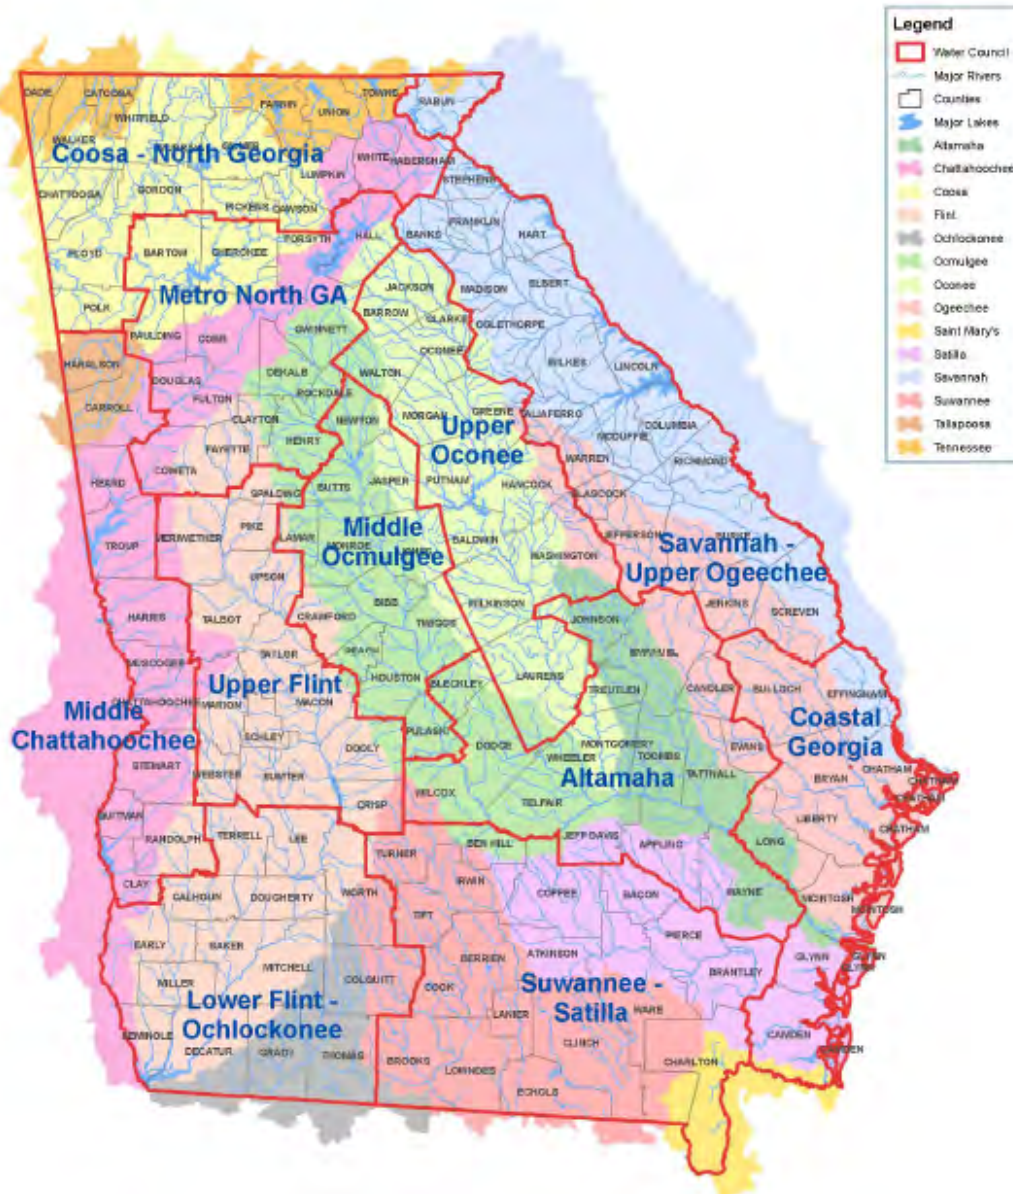 Legend
Water Council
Major Rivers
Counties
Major Lakes
Altamaha
Chattahoochee
Coosa
Flint
Ochlockonee
Ocmulgee
Oconee
Ogeechee
Saint Mary's
Satilla
Savannah
Suwannee
Tallapoosa
Tennessee
DADE
CATOOSA
WHITFIELD
FANNIN
UNION
TOWNS
RABUN
WALKER
Coosa - North Georgia
WHITE
HABERSHAM
LUMPKIN
STEPHENS
CHATTOOGA
GORDON
PICKENS
DAWSON
FRANKLIN
HART
BANKS
HALL
FORSYTH
FLOYD
BARTOW
CHEROKEE
JACKSON
MADISON
ELBERT
Metro North GA
POLK
BARROW
CLARKE
OGLETHORPE
PAULDING
COBB
GWINNETT
OCONEE
WILKES
LINCOLN
HARALSON
DOUGLAS
DEKALB
WALTON
ROCKDALE
CARROLL
FULTON
CLAYTON
NEWTON
MORGAN
GREENE
TALIAFERRO
COLUMBIA
MCDUFFIE
Upper
Oconee
HENRY
FAYETTE
COWETA
WARREN
RICHMOND
HEARD
SPALDING
BUTTS
JASPER
PUTNAM
HANCOCK
GLASCOCK
TROUP
MERIWETHER
PIKE
LAMAR
MONROE
Middle
Ocmulgee
BALDWIN
WASHINGTON
JEFFERSON
BURKE
Savannah -
Upper Ogeechee
UPSON
BIBB
WILKINSON
JENKINS
SCREVEN
HARRIS
TALBOT
CRAWFORD
TWIGGS
JOHNSON
MUSCOGEE
TAYLOR
PEACH
HOUSTON
BLECKLEY
LAURENS
TREUTLEN
CANDLER
BULLOCH
EFFINGHAM
Upper Flint
Middle
Chattahoochee
CHATTAHOOCHEE
MARION
MACON
SCHLEY
DOOLY
PULASKI
DODGE
WHEELER
MONTGOMERY
TOOMBS
EVANS
TATTNALL
Coastal
Georgia
BRYAN
CHATHAM
CHATHAM
CHATHAM
CHATHAM
STEWART
WEBSTER
SUMTER
CRISP
WILCOX
TELFAIR
Altamaha
LIBERTY
QUITMAN
RANDOLPH
TERRELL
LEE
TURNER
BEN HILL
JEFF DAVIS
APPLING
LONG
CLAY
CALHOUN
DOUGHERTY
WORTH
IRWIN
COFFEE
BACON
WAYNE
MCINTOSH
MCINTOSH
TIFT
EARLY
BAKER
MITCHELL
BERRIEN
ATKINSON
PIERCE
BRANTLEY
GLYNN
GLYNN
GLYNN
MILLER
COLQUITT
COOK
Suwannee -
Satilla
Lower Flint -
Ochlockonee
LANIER
WARE
SEMINOLE
DECATUR
GRADY
THOMAS
BROOKS
LOWNDES
CLINCH
CHARLTON
CAMDEN
CAMDEN
ECHOLS